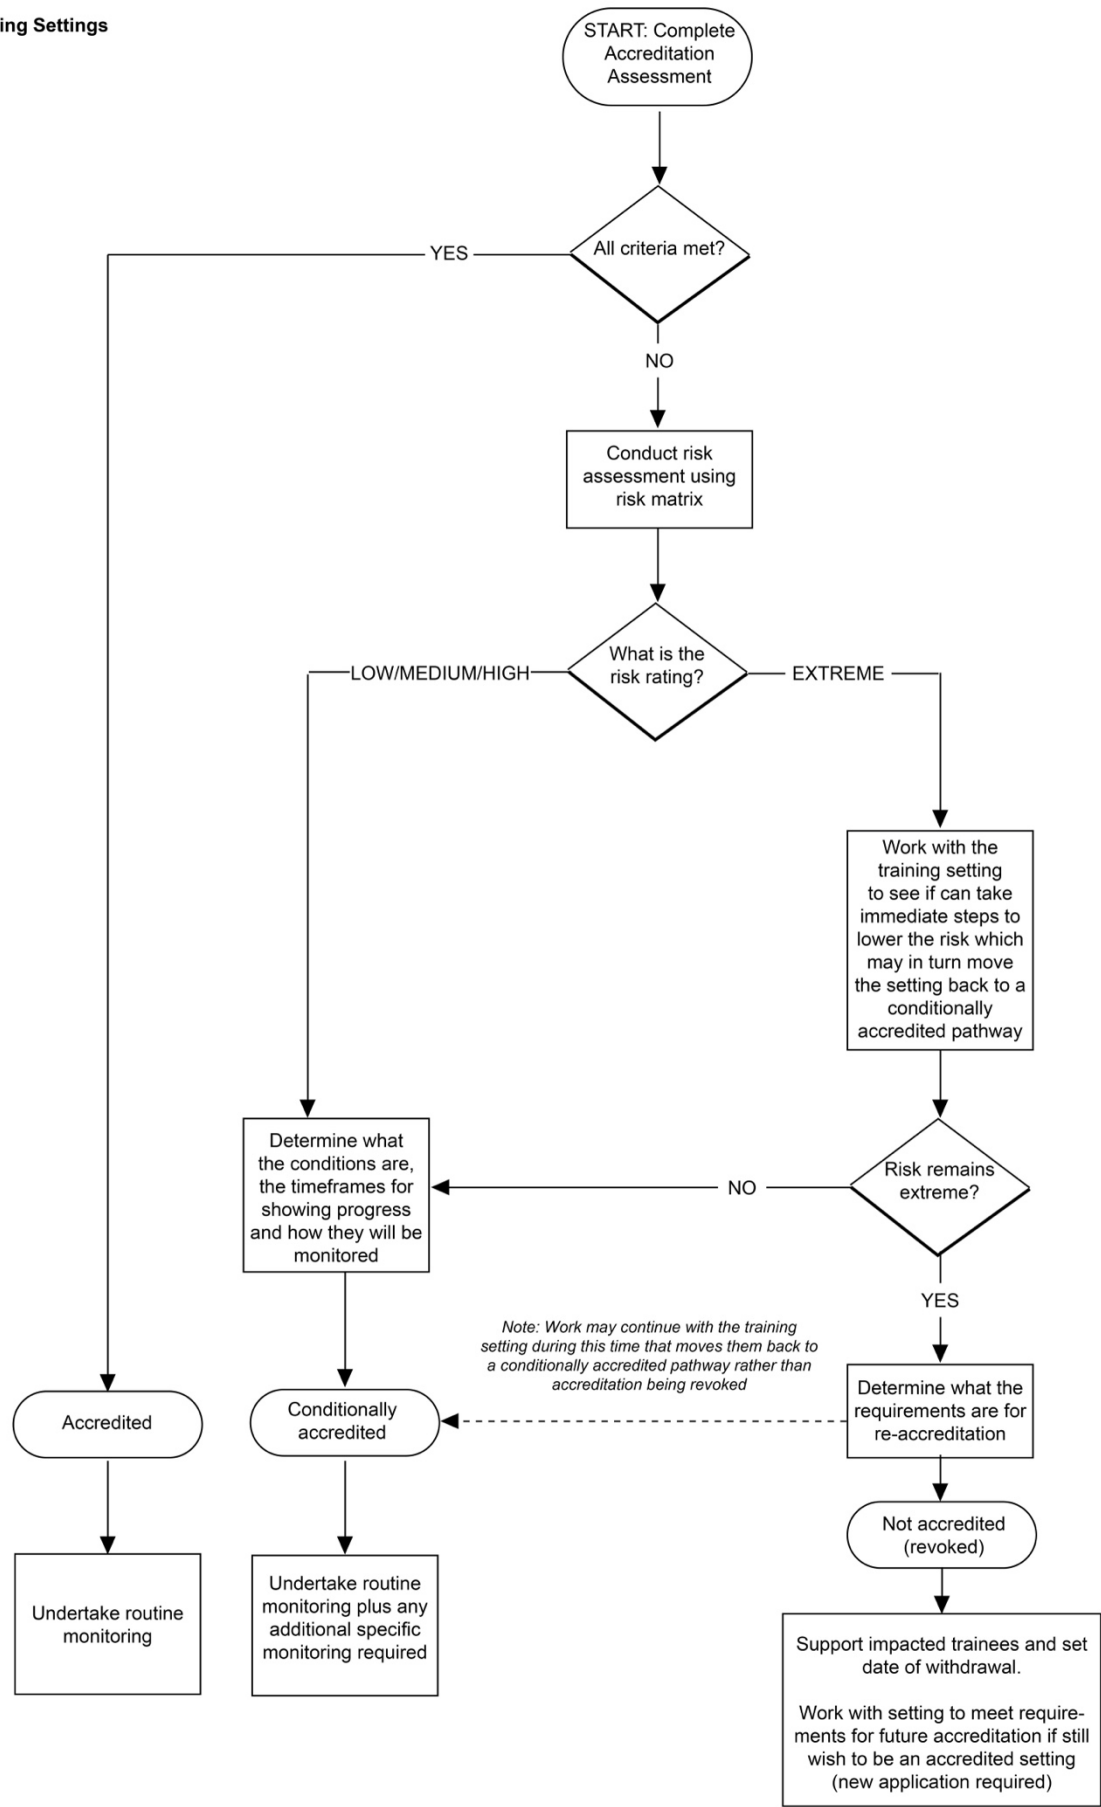 ing Settings
START: Complete
Accreditation
Assessment
All criteria met?
YES
NO
Conduct risk
assessment using
risk matrix
What is the
risk rating?
LOW/MEDIUM/HIGH
EXTREME
Work with the
training setting
to see if can take
immediate steps to
lower the risk which
may in turn move
the setting back to a
conditionally
accredited pathway
Determine what
the conditions are,
the timeframes for
showing progress
and how they will be
monitored
NO
Risk remains
extreme?
YES
Note: Work may continue with the training
setting during this time that moves them back to
a conditionally accredited pathway rather than
accreditation being revoked
Determine what the
requirements are for
re-accreditation
Accredited
Conditionally
accredited
Not accredited
(revoked)
Undertake routine
monitoring
Undertake routine
monitoring plus any
additional specific
monitoring required
Support impacted trainees and set
date of withdrawal.
Work with setting to meet require-
ments for future accreditation if still
wish to be an accredited setting
(new application required)